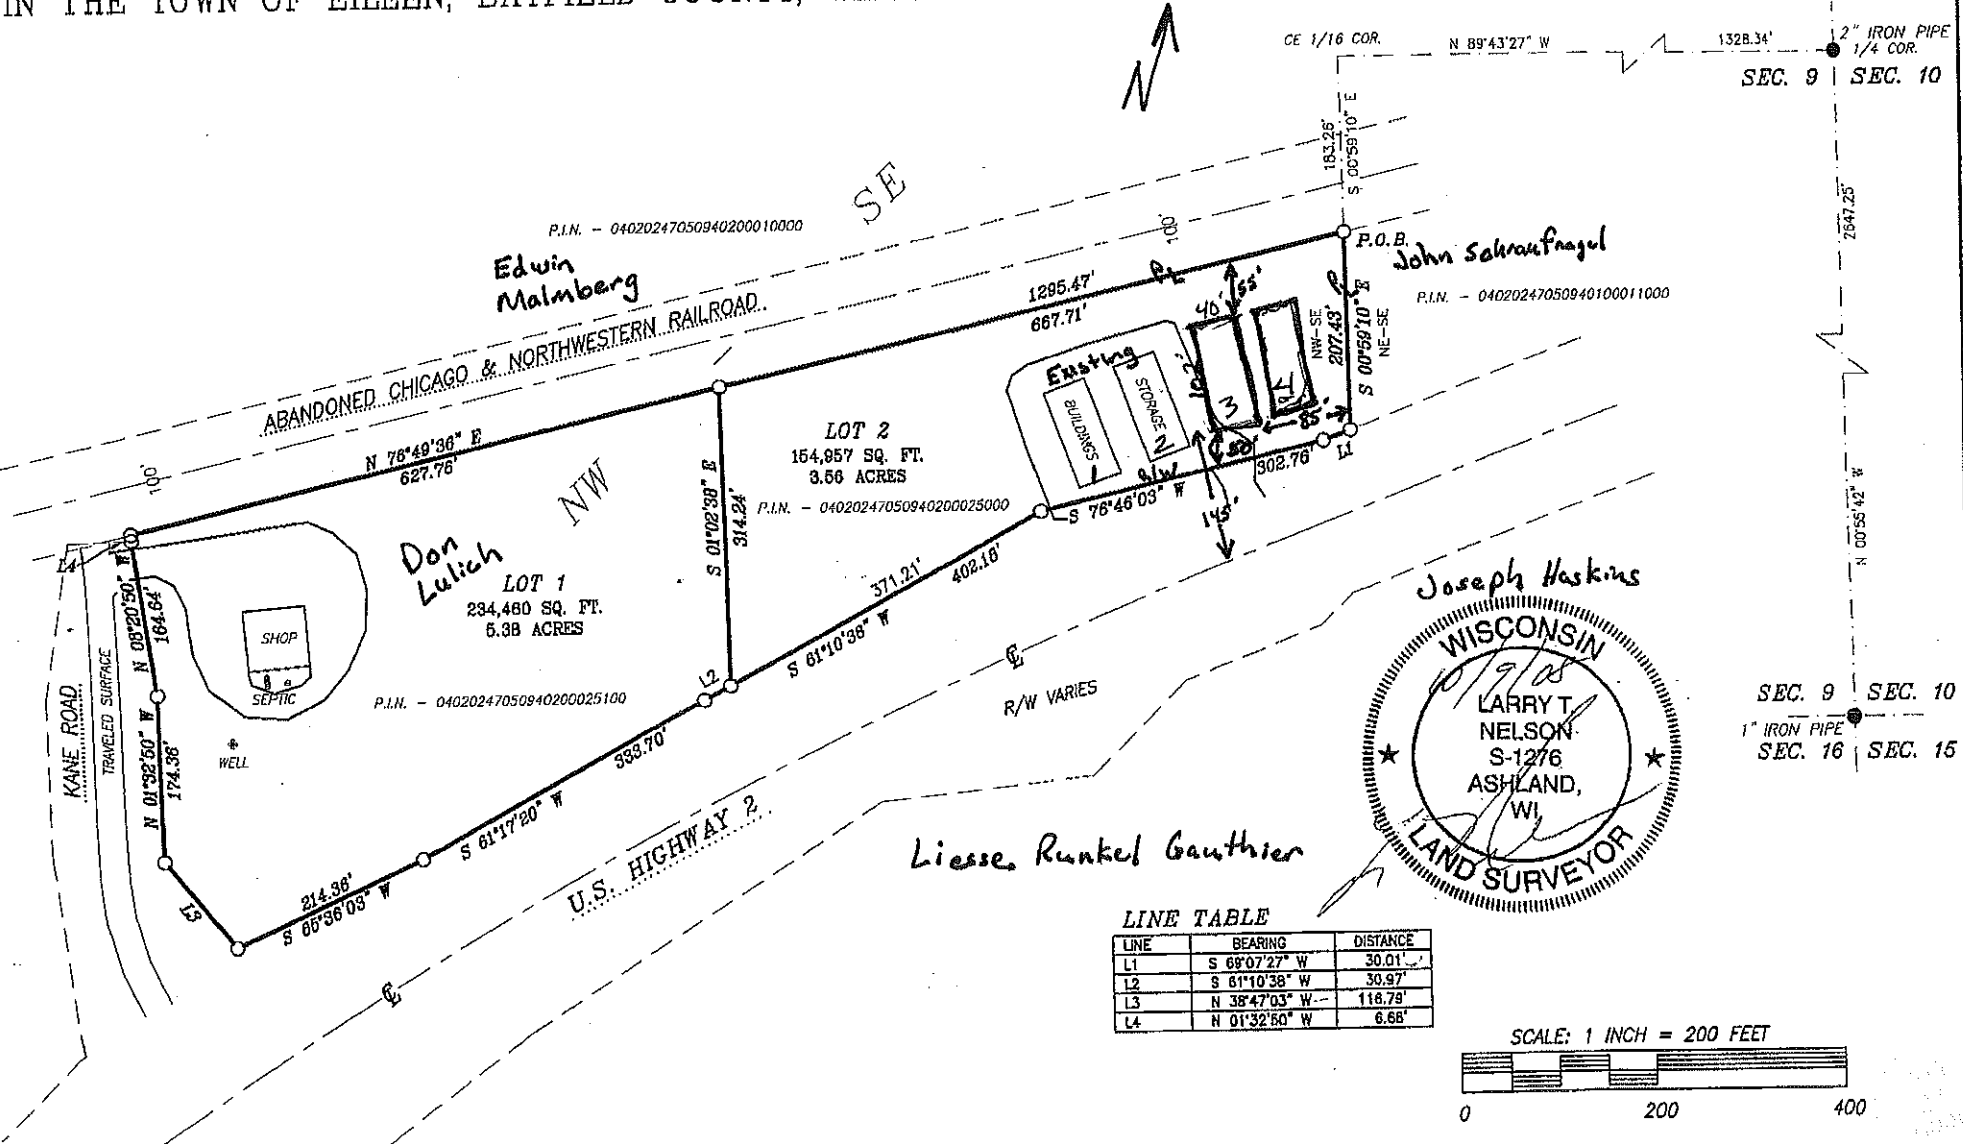 IN THE TOWN OF EILEEN, BAYFIELD COUNTY,
N
CE 1/16 COR.
N 89°43'27" W
1328.34'
2" IRON PIPE
1/4 COR.
SEC. 9
SEC. 10
183.26'
S 00°59'10" E
2647.25'
N 00°55'42" W
SE
P.I.N. - 04020247050940200010000
Edwin
Malmberg
ABANDONED CHICAGO & NORTHWESTERN RAILROAD
100'
100'
P.O.B.
John Schraufnagel
P.I.N. - 04020247050940100011000
1295.47'
667.71'
PL
55'
40'
PL
NW-SE
207.43'
S 00°59'10" E
NE-SE
Existing
BUILDINGS
1
STORAGE
2
102'
3
4
85'
50'
R/W
302.76'
L1
S 76°46'03" W
145'
N 76°49'36" E
627.76'
NW
S 01°02'38" E
314.24'
LOT 2
154,957 SQ. FT.
3.56 ACRES
P.I.N. - 04020247050940200025000
Don
Lulich
LOT 1
234,460 SQ. FT.
5.38 ACRES
P.I.N. - 04020247050940200025100
371.21'
402.18'
S 61°10'38" W
L2
333.70'
S 61°17'20" W
214.36'
S 65°36'03" W
L3
L4
N 08°20'50" W
164.64'
N 01°32'50" W
174.36'
KANE ROAD
TRAVELED SURFACE
SHOP
SEPTIC
WELL
CL
R/W VARIES
U.S. HIGHWAY 2
CL
Joseph Haskins
WISCONSIN
10/9/08
LARRY T.
NELSON
S-1276
ASHLAND,
WI
LAND SURVEYOR
SEC. 9
SEC. 10
1" IRON PIPE
SEC. 16
SEC. 15
Liesse Runkel Gauthier
LINE TABLE
LINE BEARING DISTANCE
L1 S 69°07'27" W 30.01'
L2 S 61°10'38" W 30.97'
L3 N 38°47'03" W 116.79'
L4 N 01°32'50" W 6.68'
SCALE: 1 INCH = 200 FEET
0 200 400